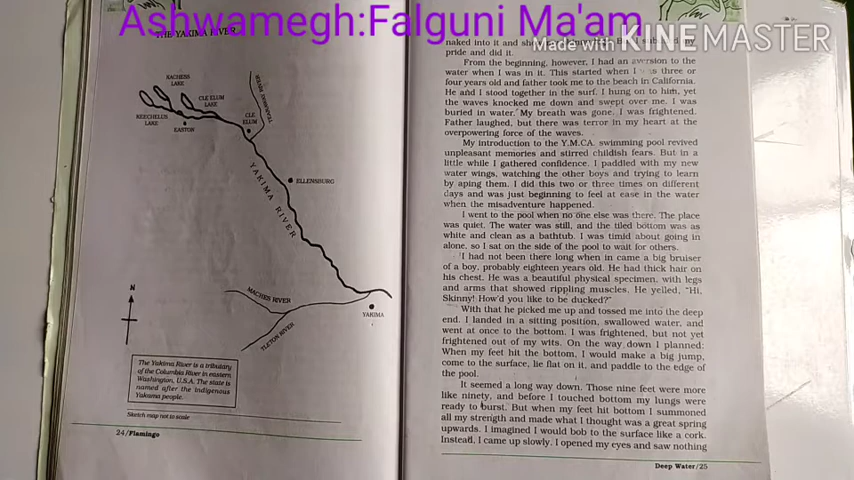 Ashwamegh:Falguni Ma'am
Made with KINEMASTER
THE YAKIMA RIVER
KACHESS
LAKE
CLE ELUM
LAKE
KEECHELUS
LAKE
EASTON
CLE
ELUM
ELLENSBURG
YAKIMA RIVER
NACHES RIVER
TIETON RIVER
YAKIMA
N
The Yakima River is a tributary
of the Columbia River in eastern
Washington, U.S.A. The state is
named after the indigenous
Yakama people.
Sketch map not to scale
24/Flamingo
naked into it and
pride and did it.
From the beginning, however, I had an aversion to the
water when I was in it. This started when I was three or
four years old and father took me to the beach in California.
He and I stood together in the surf. I hung on to him, yet
the waves knocked me down and swept over me. I was
buried in water. My breath was gone. I was frightened.
Father laughed, but there was terror in my heart at the
overpowering force of the waves.
My introduction to the Y.M.C.A. swimming pool revived
unpleasant memories and stirred childish fears. But in a
little while I gathered confidence. I paddled with my new
water wings, watching the other boys and trying to learn
by aping them. I did this two or three times on different
days and was just beginning to feel at ease in the water
when the misadventure happened.
I went to the pool when no one else was there. The place
was quiet. The water was still, and the tiled bottom was as
white and clean as a bathtub. I was timid about going in
alone, so I sat on the side of the pool to wait for others.
I had not been there long when in came a big bruiser
of a boy, probably eighteen years old. He had thick hair on
his chest. He was a beautiful physical specimen, with legs
and arms that showed rippling muscles. He yelled, "Hi,
Skinny! How'd you like to be ducked?"
With that he picked me up and tossed me into the deep
end. I landed in a sitting position, swallowed water, and
went at once to the bottom. I was frightened, but not yet
frightened out of my wits. On the way down I planned:
When my feet hit the bottom, I would make a big jump,
come to the surface, lie flat on it, and paddle to the edge of
the pool.
It seemed a long way down. Those nine feet were more
like ninety, and before I touched bottom my lungs were
ready to burst. But when my feet hit bottom I summoned
all my strength and made what I thought was a great spring
upwards. I imagined I would bob to the surface like a cork.
Instead, I came up slowly. I opened my eyes and saw nothing
Deep Water/25